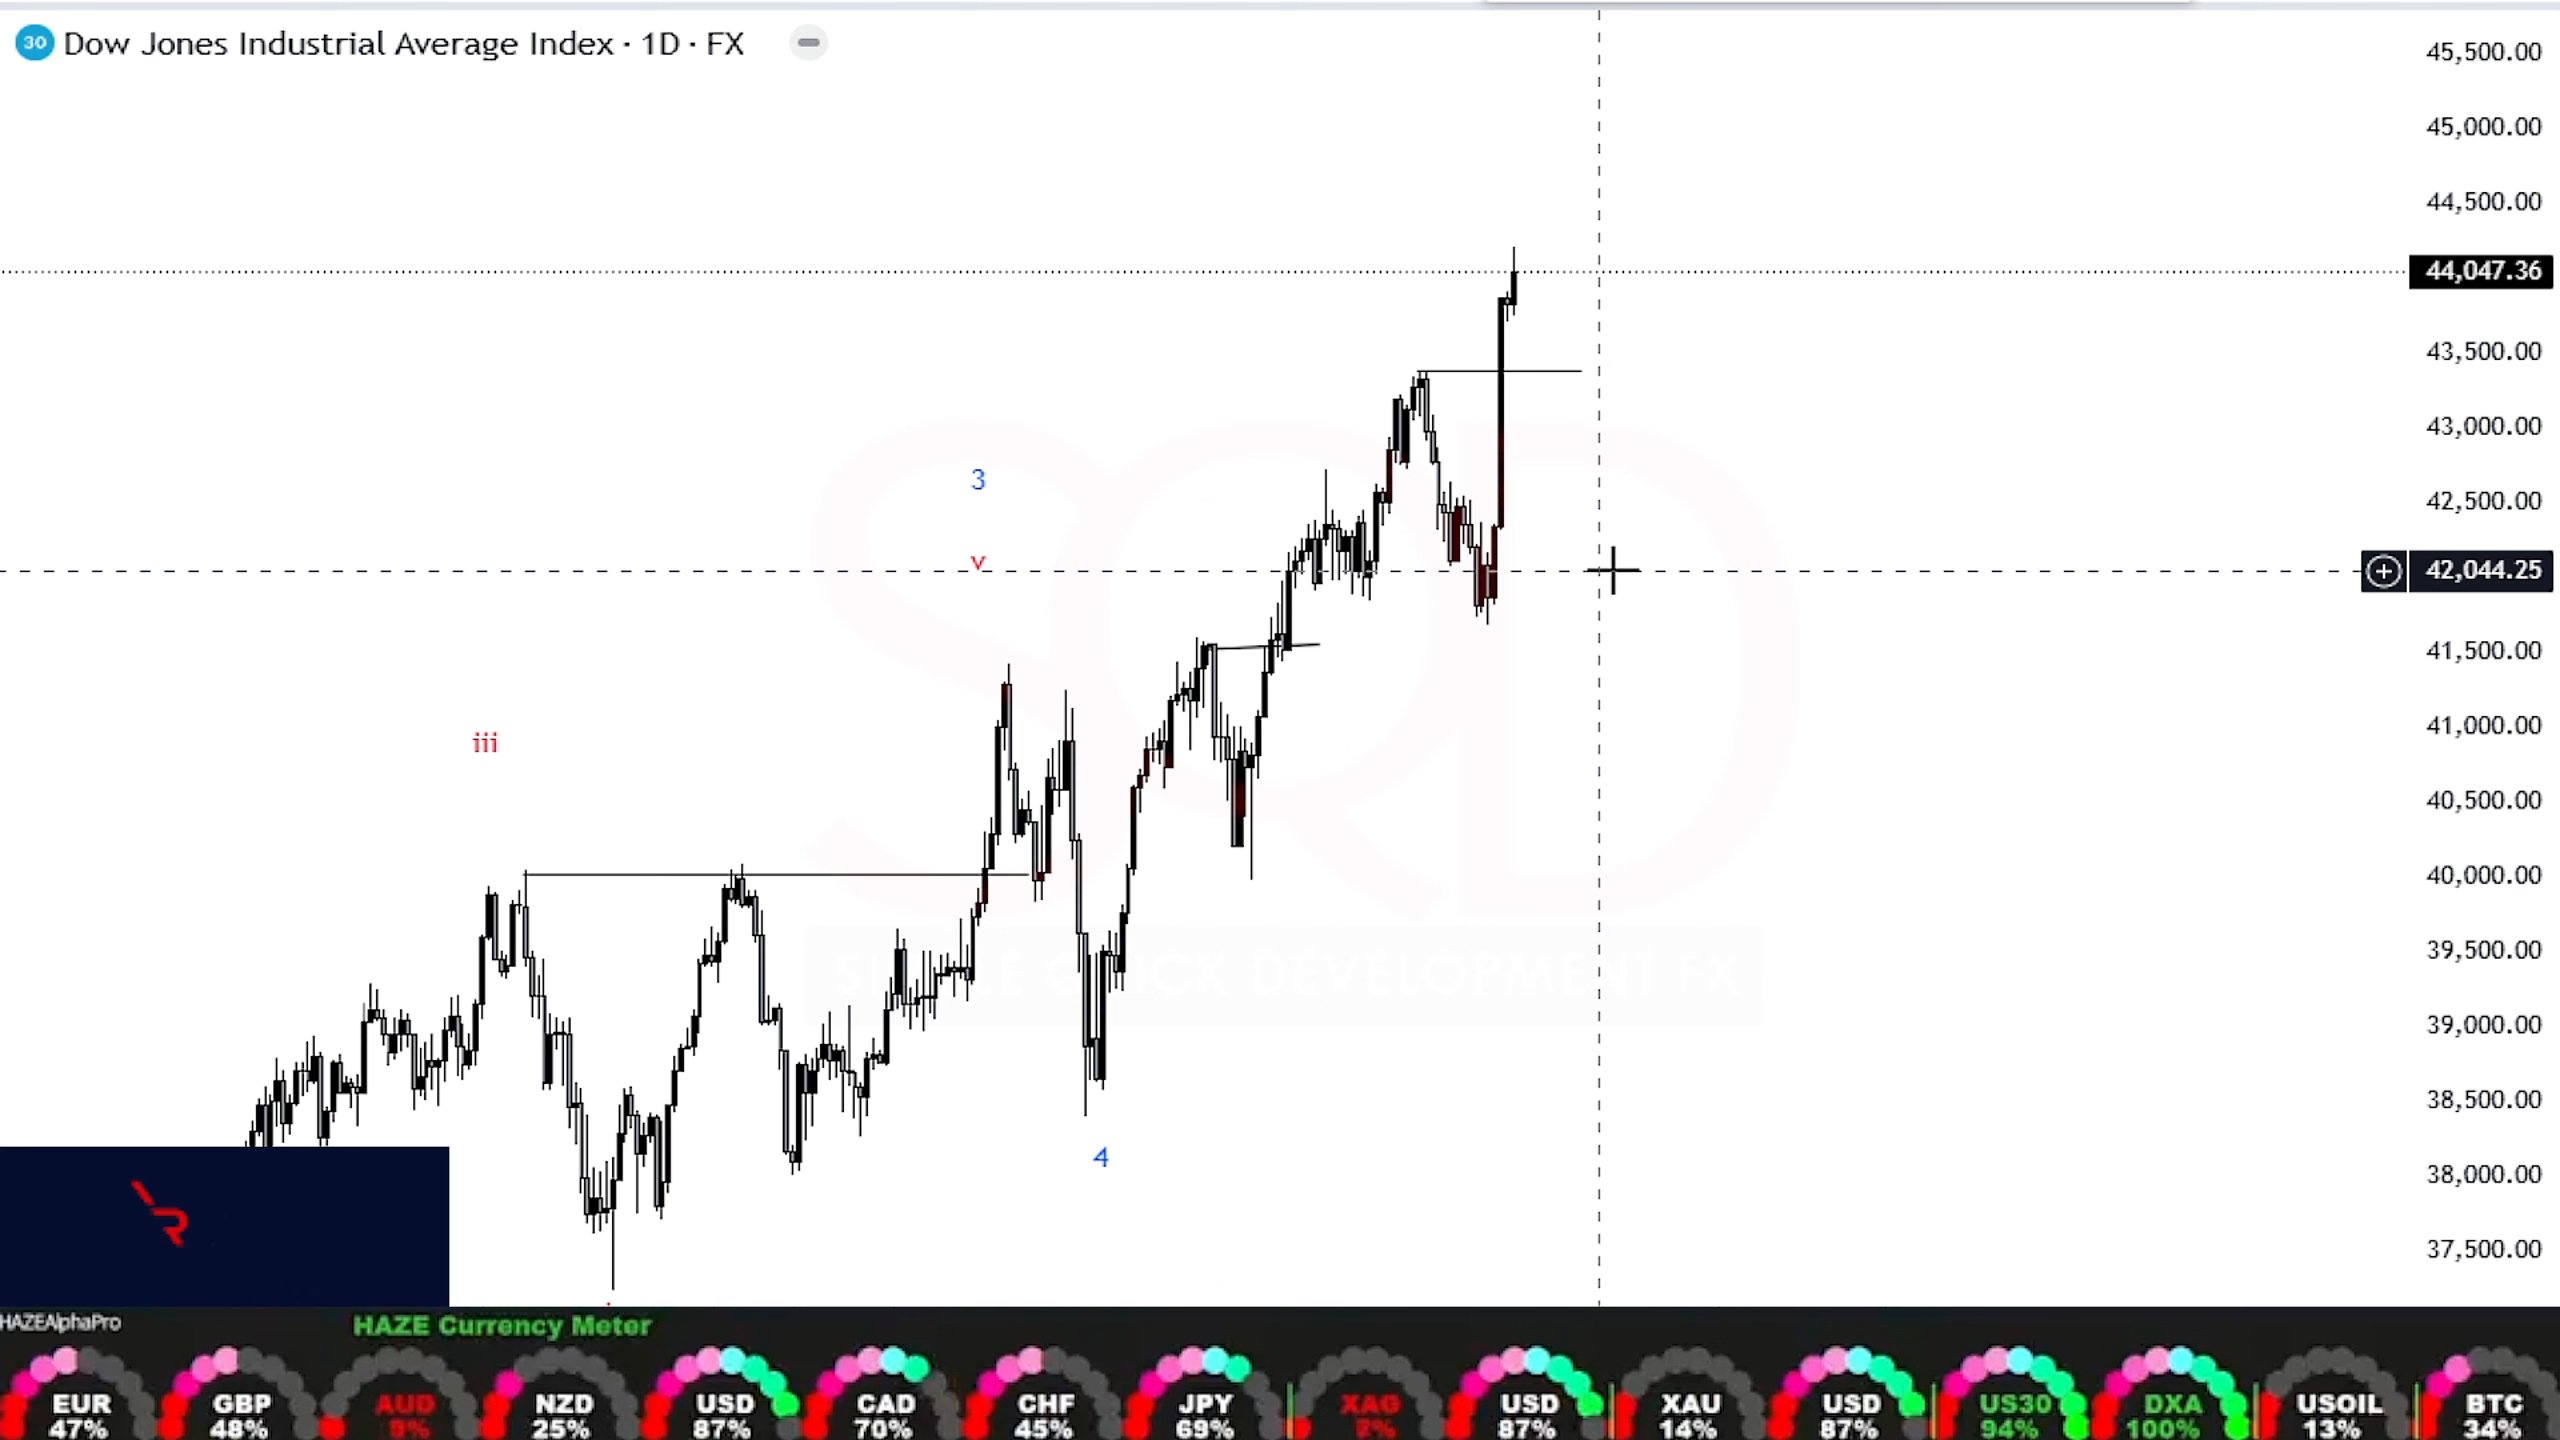 30 Dow Jones Industrial Average Index · 1D · FX
45,500.00
45,000.00
44,500.00
44,047.36
43,500.00
43,000.00
3
42,500.00
v
42,044.25
41,500.00
41,000.00
iii
40,500.00
40,000.00
39,500.00
DEVELOPMENT FX
39,000.00
38,500.00
4
38,000.00
37,500.00
HAZEAlphaPro
HAZE Currency Meter
EUR GBP AUD NZD USD CAD CHF JPY XAG USD XAU USD US30 DXA USOIL BTC
47% 48% 9% 25% 87% 70% 45% 69% 7% 87% 14% 87% 94% 100% 13% 34%